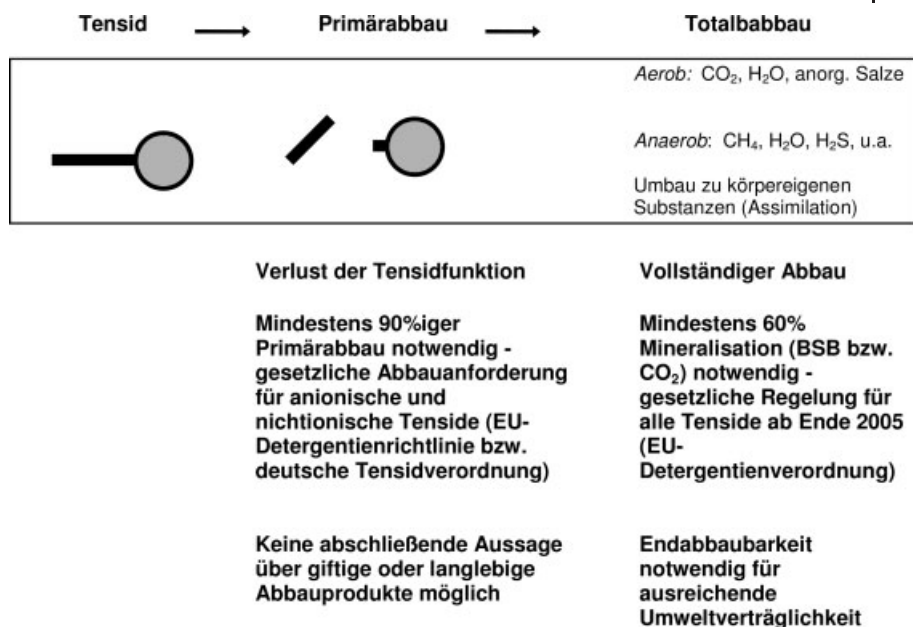 Tensid → Primärabbau → Totalbabbau
Aerob: CO₂, H₂O, anorg. Salze
Anaerob: CH₄, H₂O, H₂S, u.a.
Umbau zu körpereigenen
Substanzen (Assimilation)
Verlust der Tensidfunktion
Mindestens 90%iger
Primärabbau notwendig -
gesetzliche Abbauanforderung
für anionische und
nichtionische Tenside (EU-
Detergentienrichtlinie bzw.
deutsche Tensidverordnung)
Keine abschließende Aussage
über giftige oder langlebige
Abbauprodukte möglich
Vollständiger Abbau
Mindestens 60%
Mineralisation (BSB bzw.
CO₂) notwendig -
gesetzliche Regelung für
alle Tenside ab Ende 2005
(EU-
Detergentienverordnung)
Endabbaubarkeit
notwendig für
ausreichende
Umweltverträglichkeit